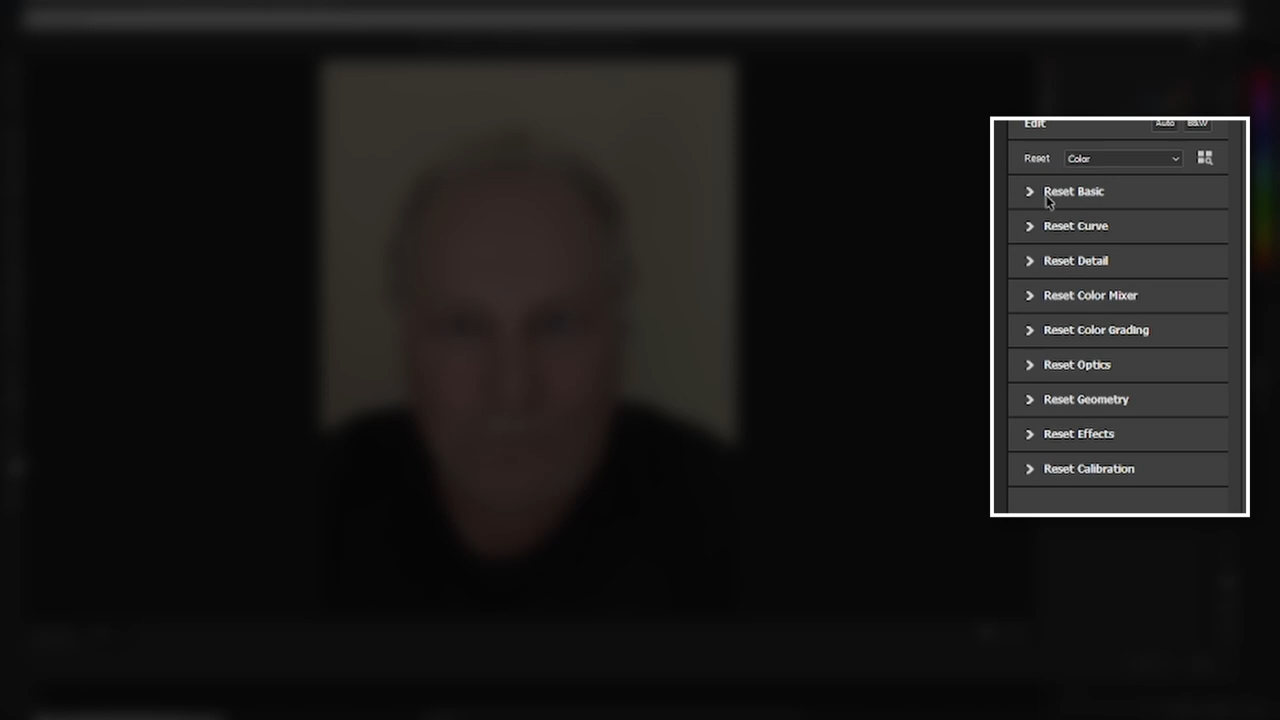 Edit Auto B&W
Reset Color
Reset Basic
Reset Curve
Reset Detail
Reset Color Mixer
Reset Color Grading
Reset Optics
Reset Geometry
Reset Effects
Reset Calibration